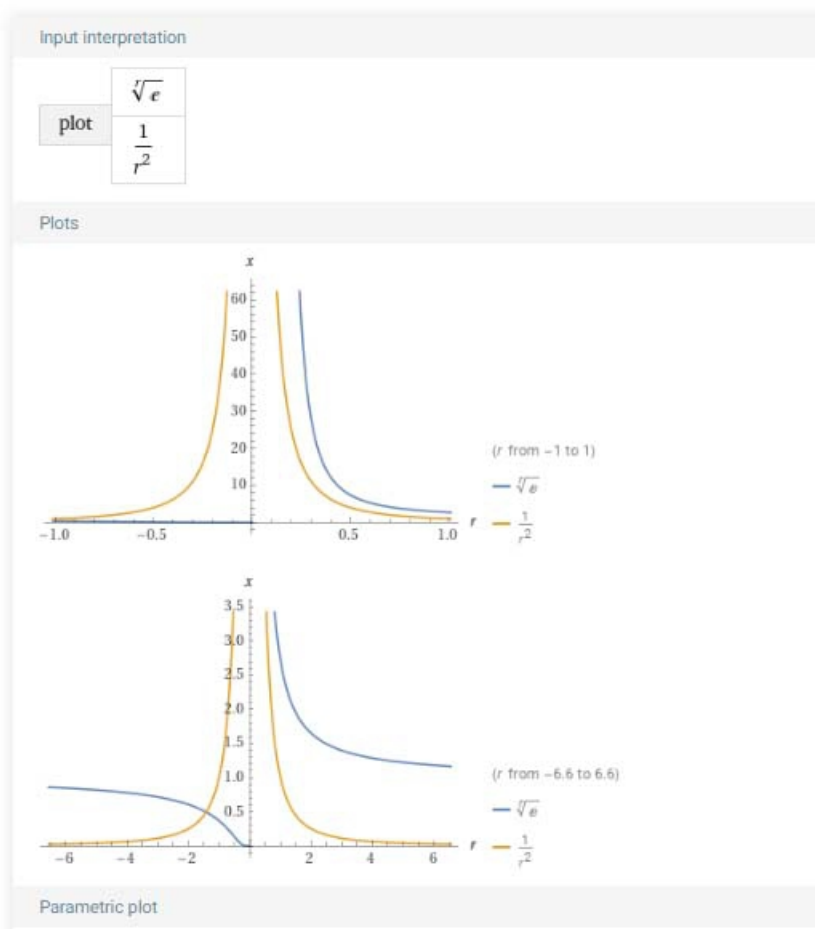 Input interpretation
plot
ʳ√e
1/r²
Plots
x
60
50
40
30
20
10
-1.0 -0.5 0.5 1.0 r
(r from -1 to 1)
ʳ√e
1/r²
x
3.5
3.0
2.5
2.0
1.5
1.0
0.5
-6 -4 -2 2 4 6 r
(r from -6.6 to 6.6)
ʳ√e
1/r²
Parametric plot